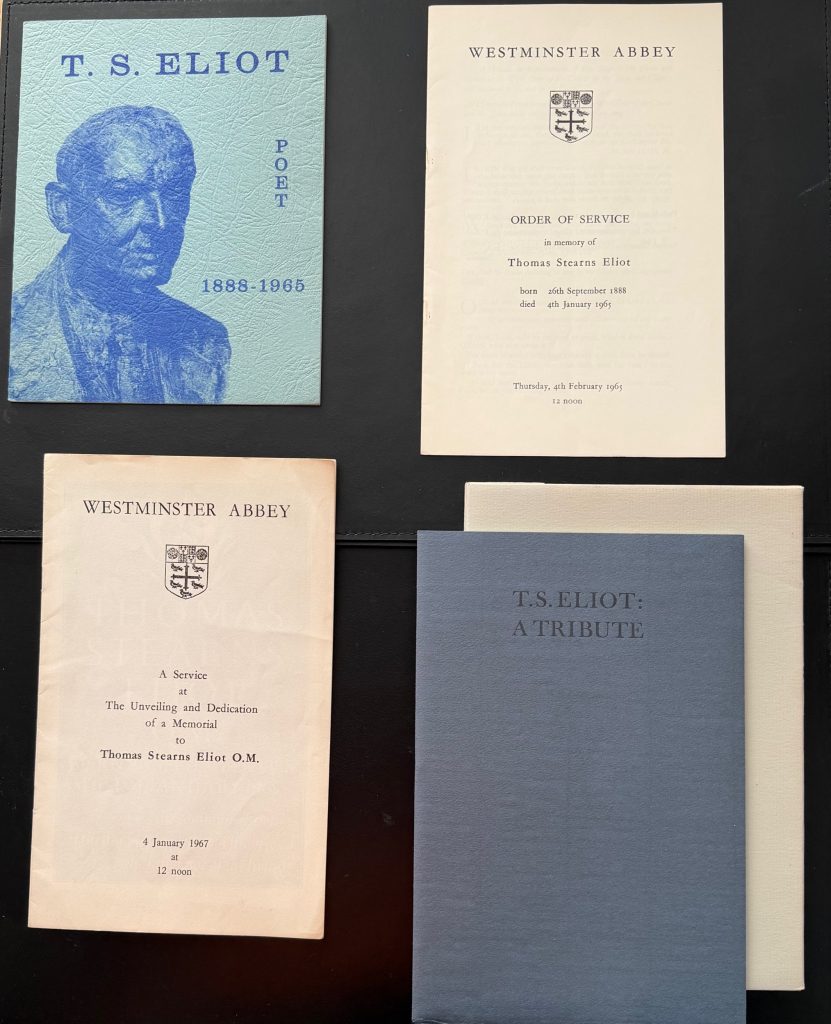 T. S. ELIOT
POET
1888-1965
WESTMINSTER ABBEY
ORDER OF SERVICE
in memory of
Thomas Stearns Eliot
born 26th September 1888
died 4th January 1965
Thursday, 4th February 1965
12 noon
WESTMINSTER ABBEY
A Service
at
The Unveiling and Dedication
of a Memorial
to
Thomas Stearns Eliot O.M.
4 January 1967
at
12 noon
T.S. ELIOT:
A TRIBUTE